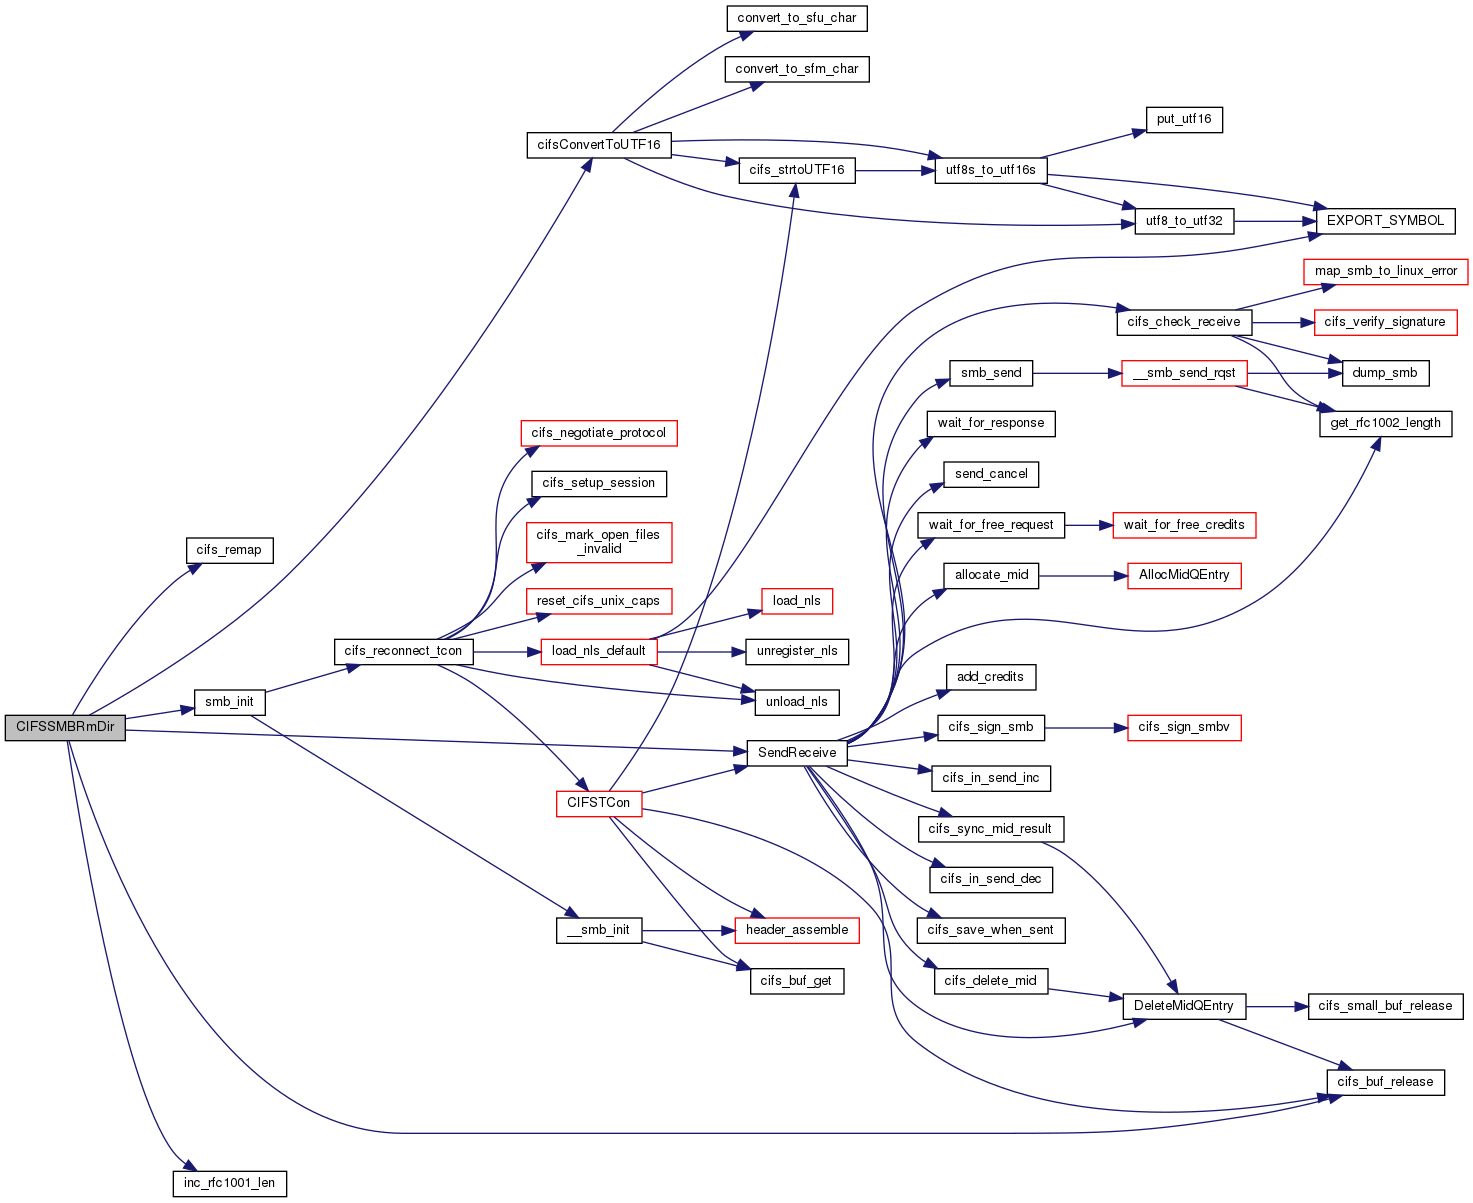 convert_to_sfu_char
convert_to_sfm_char
put_utf16
cifsConvertToUTF16
cifs_strtoUTF16
utf8s_to_utf16s
utf8_to_utf32
EXPORT_SYMBOL
map_smb_to_linux_error
cifs_check_receive
cifs_verify_signature
smb_send
__smb_send_rqst
dump_smb
wait_for_response
get_rfc1002_length
cifs_negotiate_protocol
send_cancel
cifs_setup_session
wait_for_free_request
wait_for_free_credits
cifs_mark_open_files
_invalid
cifs_remap
allocate_mid
AllocMidQEntry
reset_cifs_unix_caps
load_nls
cifs_reconnect_tcon
load_nls_default
unregister_nls
add_credits
smb_init
unload_nls
CIFSSMBRmDir
cifs_sign_smb
cifs_sign_smbv
SendReceive
cifs_in_send_inc
CIFSTCon
cifs_sync_mid_result
cifs_in_send_dec
__smb_init
header_assemble
cifs_save_when_sent
cifs_buf_get
cifs_delete_mid
DeleteMidQEntry
cifs_small_buf_release
cifs_buf_release
inc_rfc1001_len